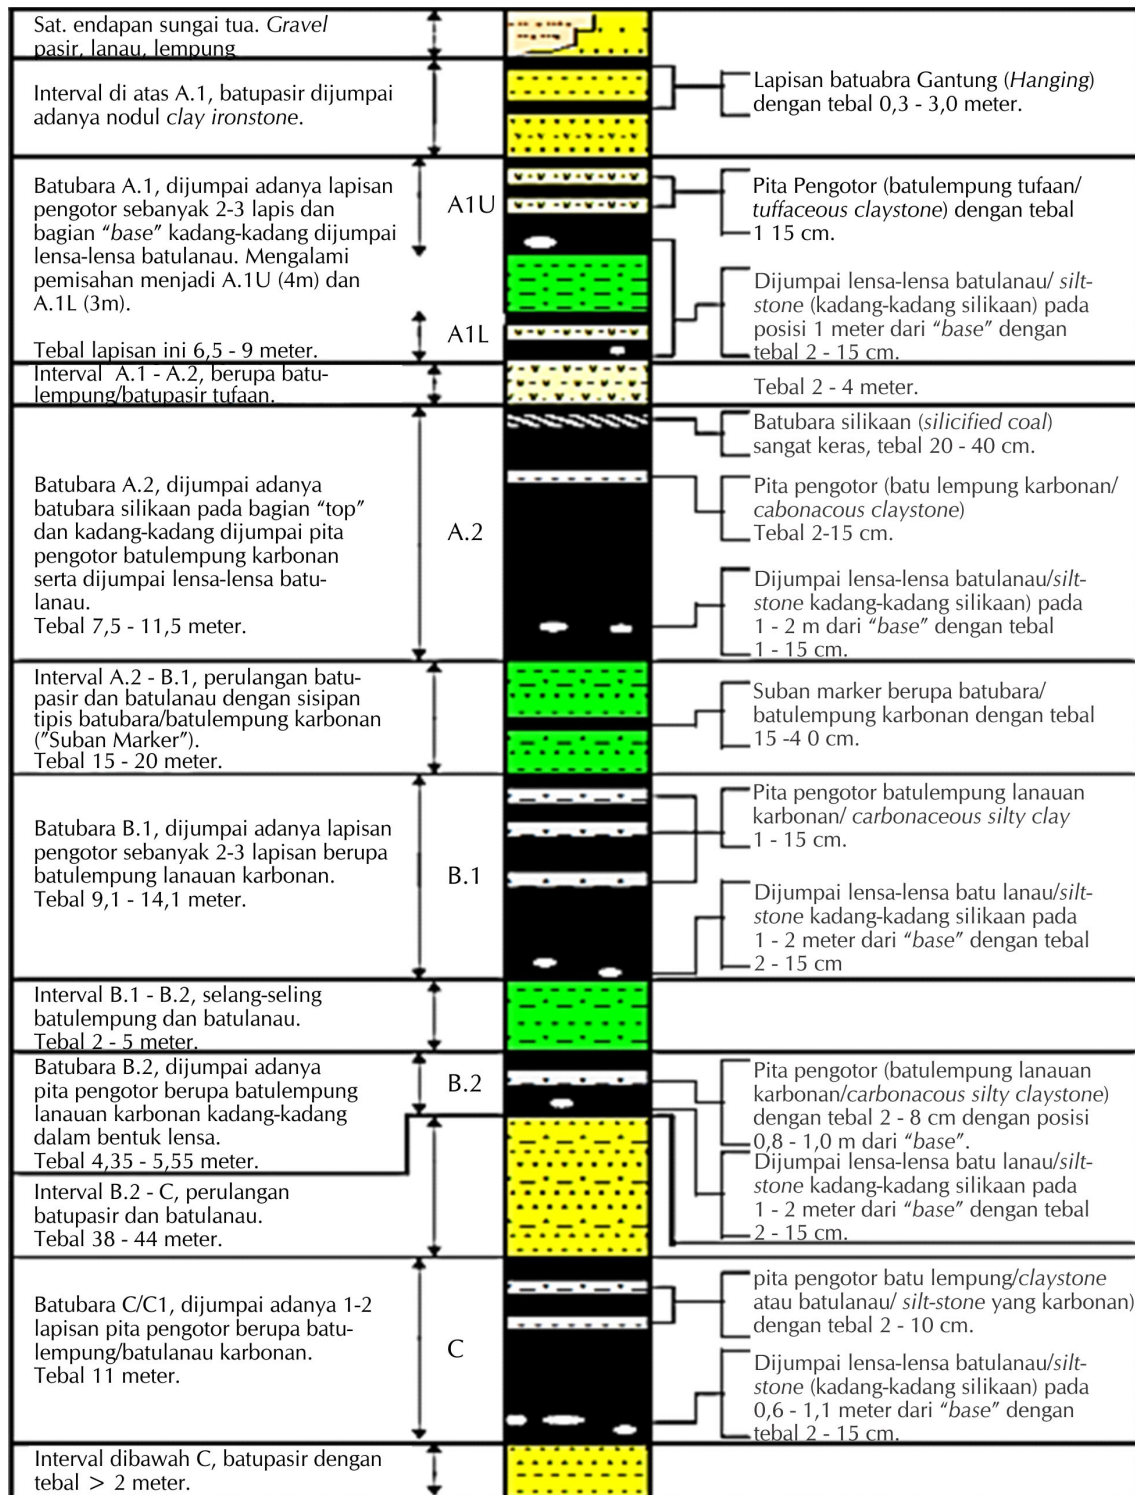 Sat. endapan sungai tua. Gravel
pasir, lanau, lempung
Interval di atas A.1, batupasir dijumpai
adanya nodul clay ironstone.
Lapisan batuabra Gantung (Hanging)
dengan tebal 0,3 - 3,0 meter.
Batubara A.1, dijumpai adanya lapisan
pengotor sebanyak 2-3 lapis dan
bagian “base” kadang-kadang dijumpai
lensa-lensa batulanau. Mengalami
pemisahan menjadi A.1U (4m) dan
A.1L (3m).
Tebal lapisan ini 6,5 - 9 meter.
A1U
A1L
Pita Pengotor (batulempung tufaan/
tuffaceous claystone) dengan tebal
1 15 cm.
Dijumpai lensa-lensa batulanau/ silt-
stone (kadang-kadang silikaan) pada
posisi 1 meter dari “base” dengan
tebal 2 - 15 cm.
Interval A.1 - A.2, berupa batu-
lempung/batupasir tufaan.
Tebal 2 - 4 meter.
Batubara A.2, dijumpai adanya
batubara silikaan pada bagian “top”
dan kadang-kadang dijumpai pita
pengotor batulempung karbonan
serta dijumpai lensa-lensa batu-
lanau.
Tebal 7,5 - 11,5 meter.
A.2
Batubara silikaan (silicified coal)
sangat keras, tebal 20 - 40 cm.
Pita pengotor (batu lempung karbonan/
cabonacous claystone)
Tebal 2-15 cm.
Dijumpai lensa-lensa batulanau/silt-
stone kadang-kadang silikaan) pada
1 - 2 m dari “base” dengan tebal
1 - 15 cm.
Interval A.2 - B.1, perulangan batu-
pasir dan batulanau dengan sisipan
tipis batubara/batulempung karbonan
(”Suban Marker”).
Tebal 15 - 20 meter.
Suban marker berupa batubara/
batulempung karbonan dengan tebal
15 -4 0 cm.
Batubara B.1, dijumpai adanya lapisan
pengotor sebanyak 2-3 lapisan berupa
batulempung lanauan karbonan.
Tebal 9,1 - 14,1 meter.
B.1
Pita pengotor batulempung lanauan
karbonan/ carbonaceous silty clay
1 - 15 cm.
Dijumpai lensa-lensa batu lanau/silt-
stone kadang-kadang silikaan pada
1 - 2 meter dari “base” dengan tebal
2 - 15 cm
Interval B.1 - B.2, selang-seling
batulempung dan batulanau.
Tebal 2 - 5 meter.
Batubara B.2, dijumpai adanya
pita pengotor berupa batulempung
lanauan karbonan kadang-kadang
dalam bentuk lensa.
Tebal 4,35 - 5,55 meter.
B.2
Pita pengotor (batulempung lanauan
karbonan/carbonacous silty claystone)
dengan tebal 2 - 8 cm dengan posisi
0,8 - 1,0 m dari “base”.
Dijumpai lensa-lensa batu lanau/silt-
stone kadang-kadang silikaan pada
1 - 2 meter dari “base” dengan tebal
2 - 15 cm.
Interval B.2 - C, perulangan
batupasir dan batulanau.
Tebal 38 - 44 meter.
Batubara C/C1, dijumpai adanya 1-2
lapisan pita pengotor berupa batu-
lempung/batulanau karbonan.
Tebal 11 meter.
C
pita pengotor batu lempung/claystone
atau batulanau/ silt-stone yang karbonan)
dengan tebal 2 - 10 cm.
Dijumpai lensa-lensa batulanau/silt-
stone (kadang-kadang silikaan) pada
0,6 - 1,1 meter dari “base” dengan
tebal 2 - 15 cm.
Interval dibawah C, batupasir dengan
tebal > 2 meter.